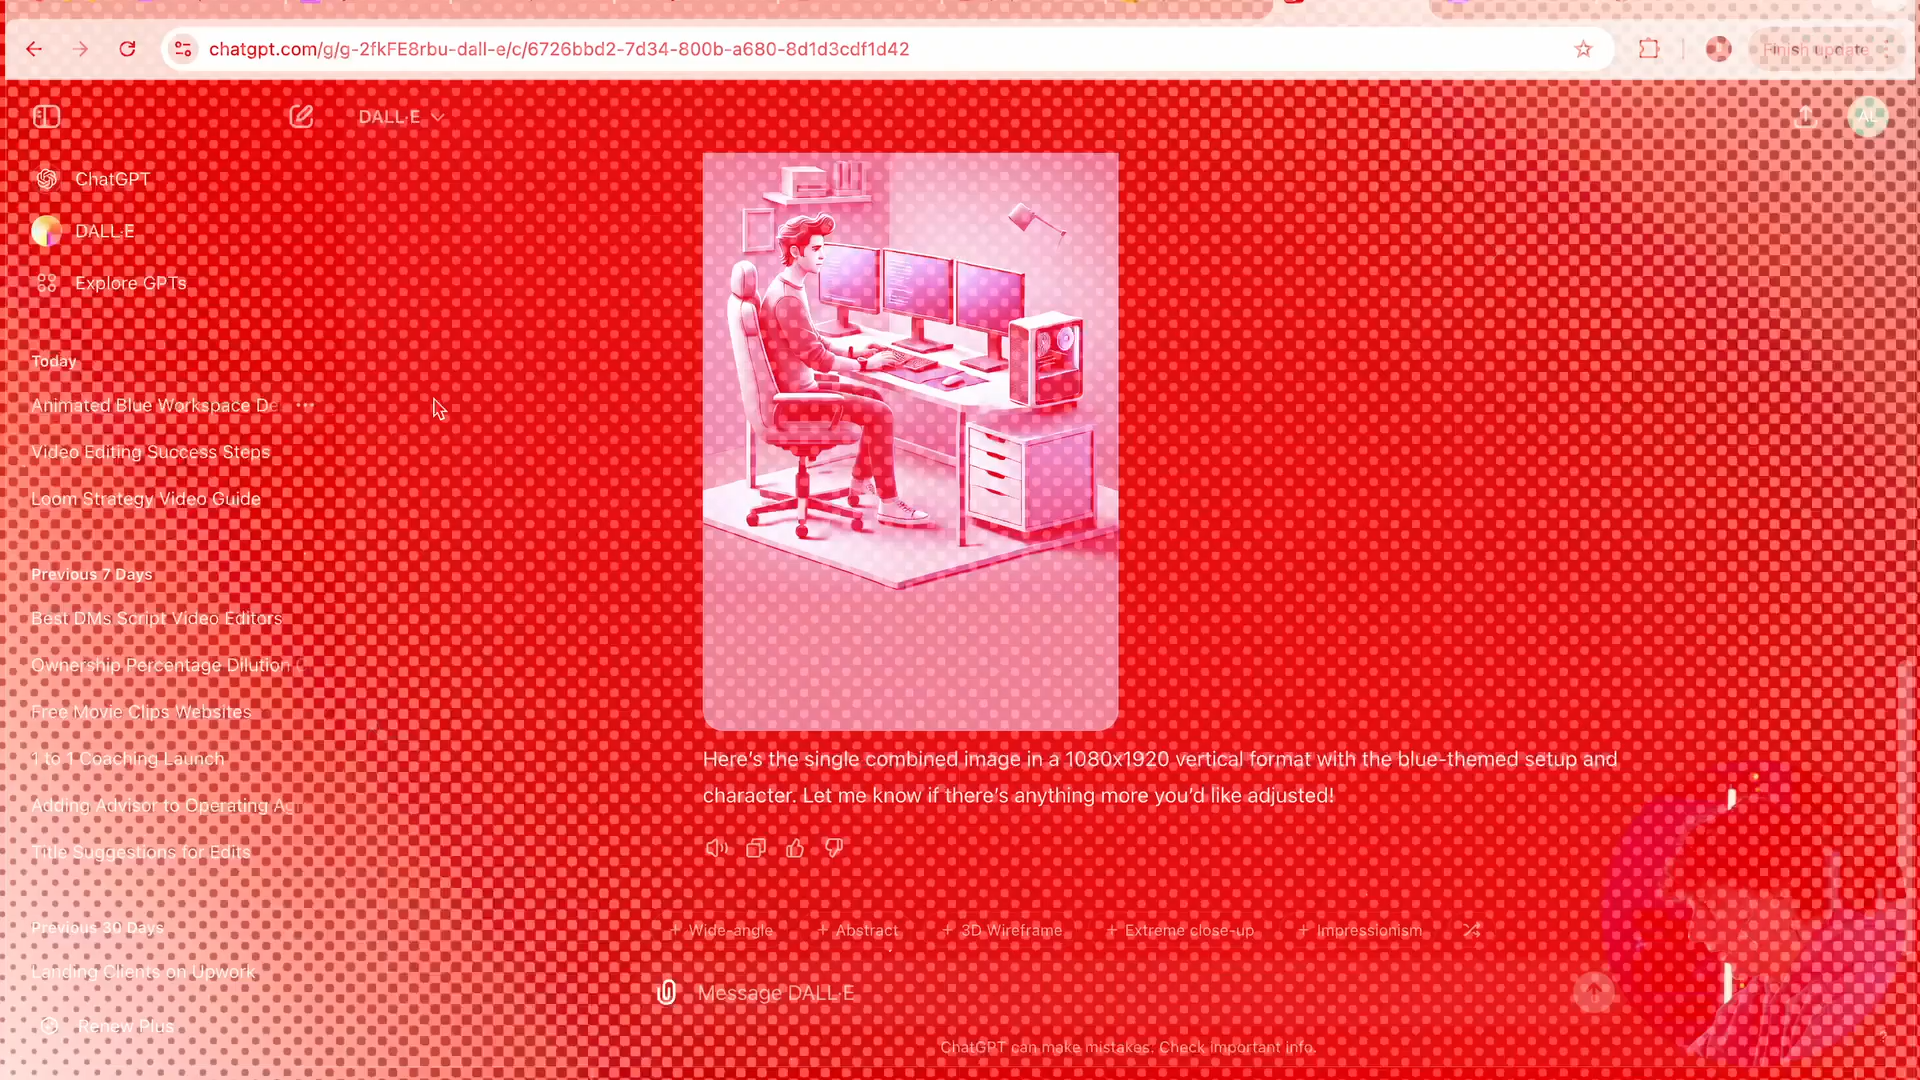 chatgpt.com/g/g-2fkFE8rbu-dall-e/c/6726bbd2-7d34-800b-a680-8d1d3cdf1d42
Finish update
DALL·E
AL
ChatGPT
DALL·E
Explore GPTs
Today
Animated Blue Workspace De
Video Editing Success Steps
Loom Strategy Video Guide
Previous 7 Days
Best DMs Script Video Editors
Ownership Percentage Dilution
Free Movie Clips Websites
1 to 1 Coaching Launch
Adding Advisor to Operating Ag
Title Suggestions for Edits
Previous 30 Days
Landing Clients on Upwork
Renew Plus
Here's the single combined image in a 1080x1920 vertical format with the blue-themed setup and
character. Let me know if there's anything more you'd like adjusted!
+ Wide-angle + Abstract + 3D Wireframe + Extreme close-up + Impressionism
Message DALL·E
ChatGPT can make mistakes. Check important info.